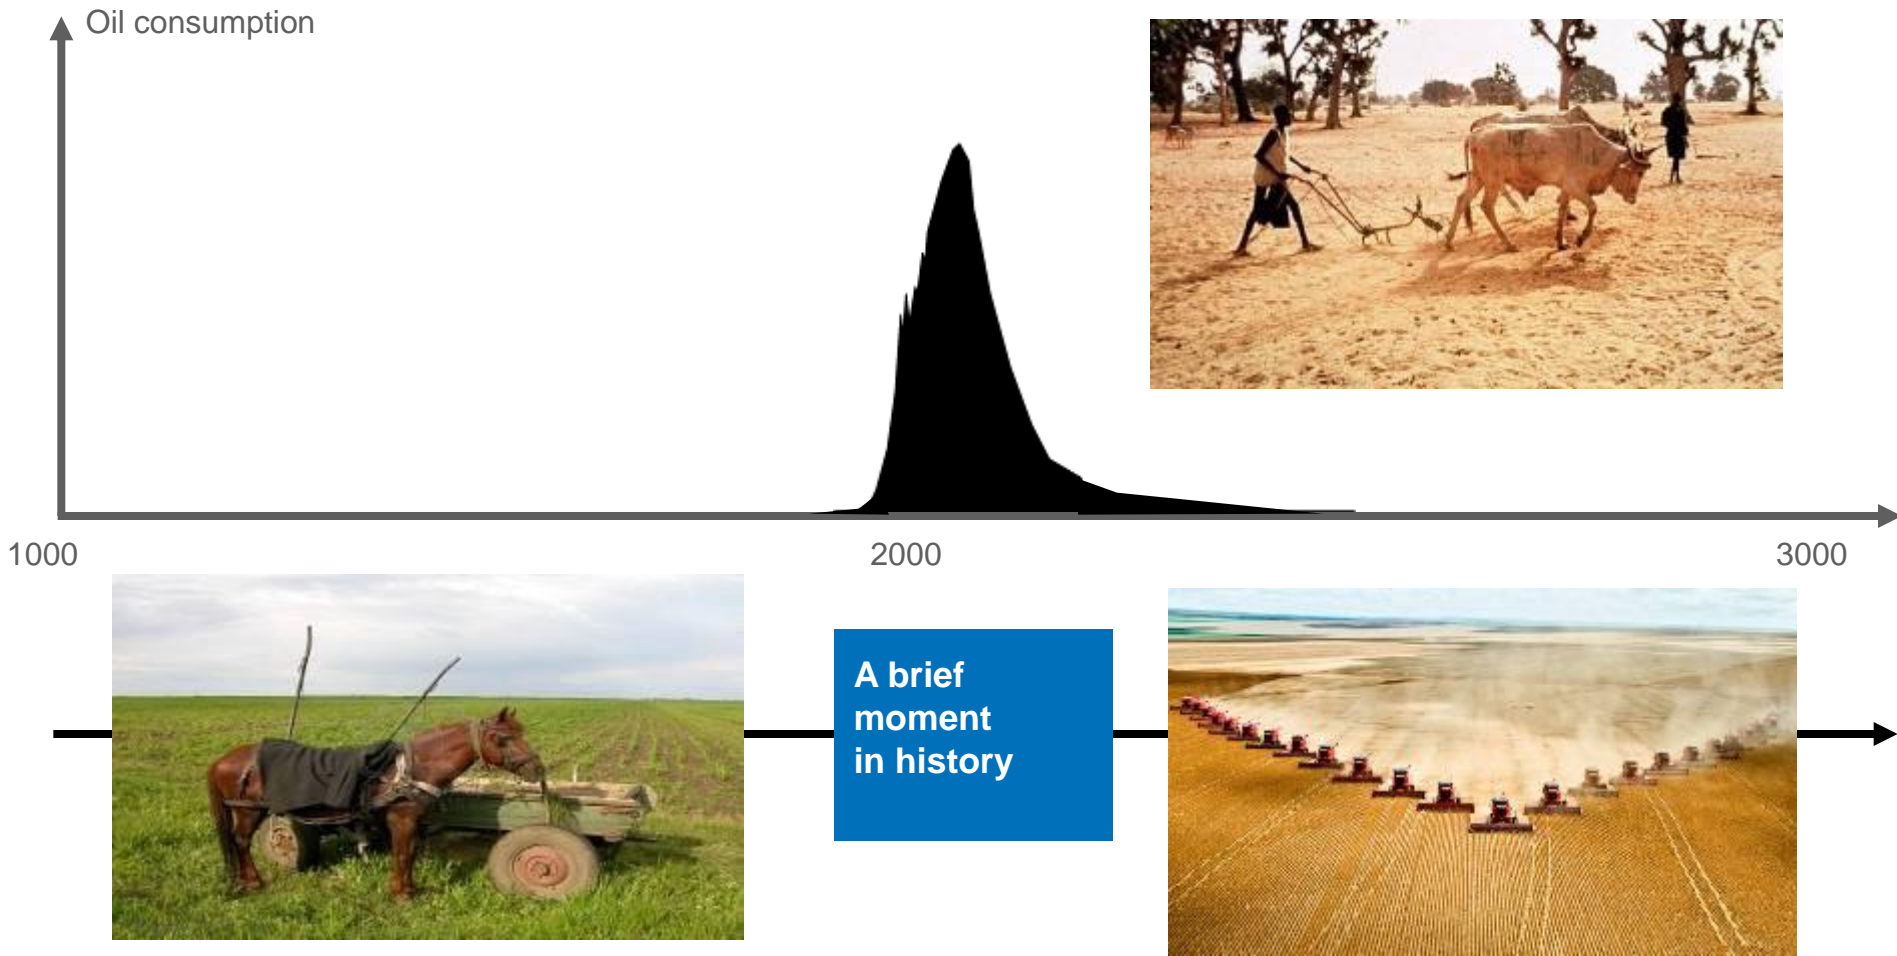 Oil consumption
1000
2000
3000
A brief
moment
in history